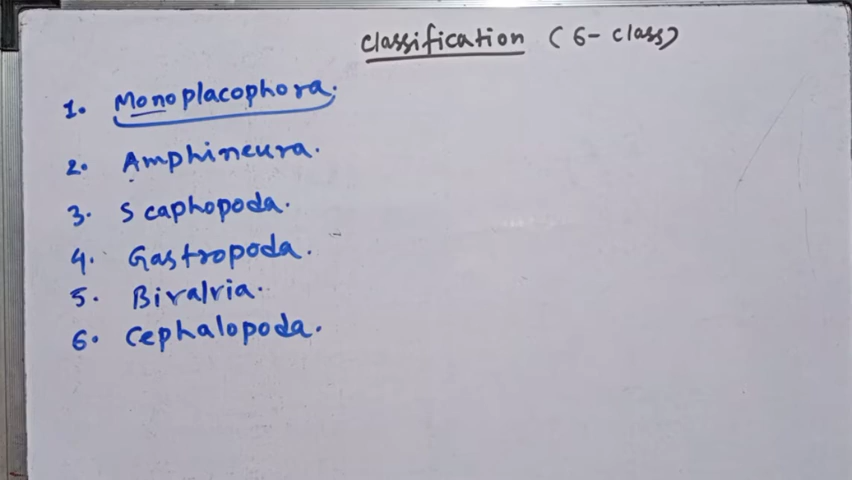 Classification (6-class)
1. Monoplacophora.
2. Amphineura.
3. Scaphopoda.
4. Gastropoda.
5. Bivalvia.
6. Cephalopoda.